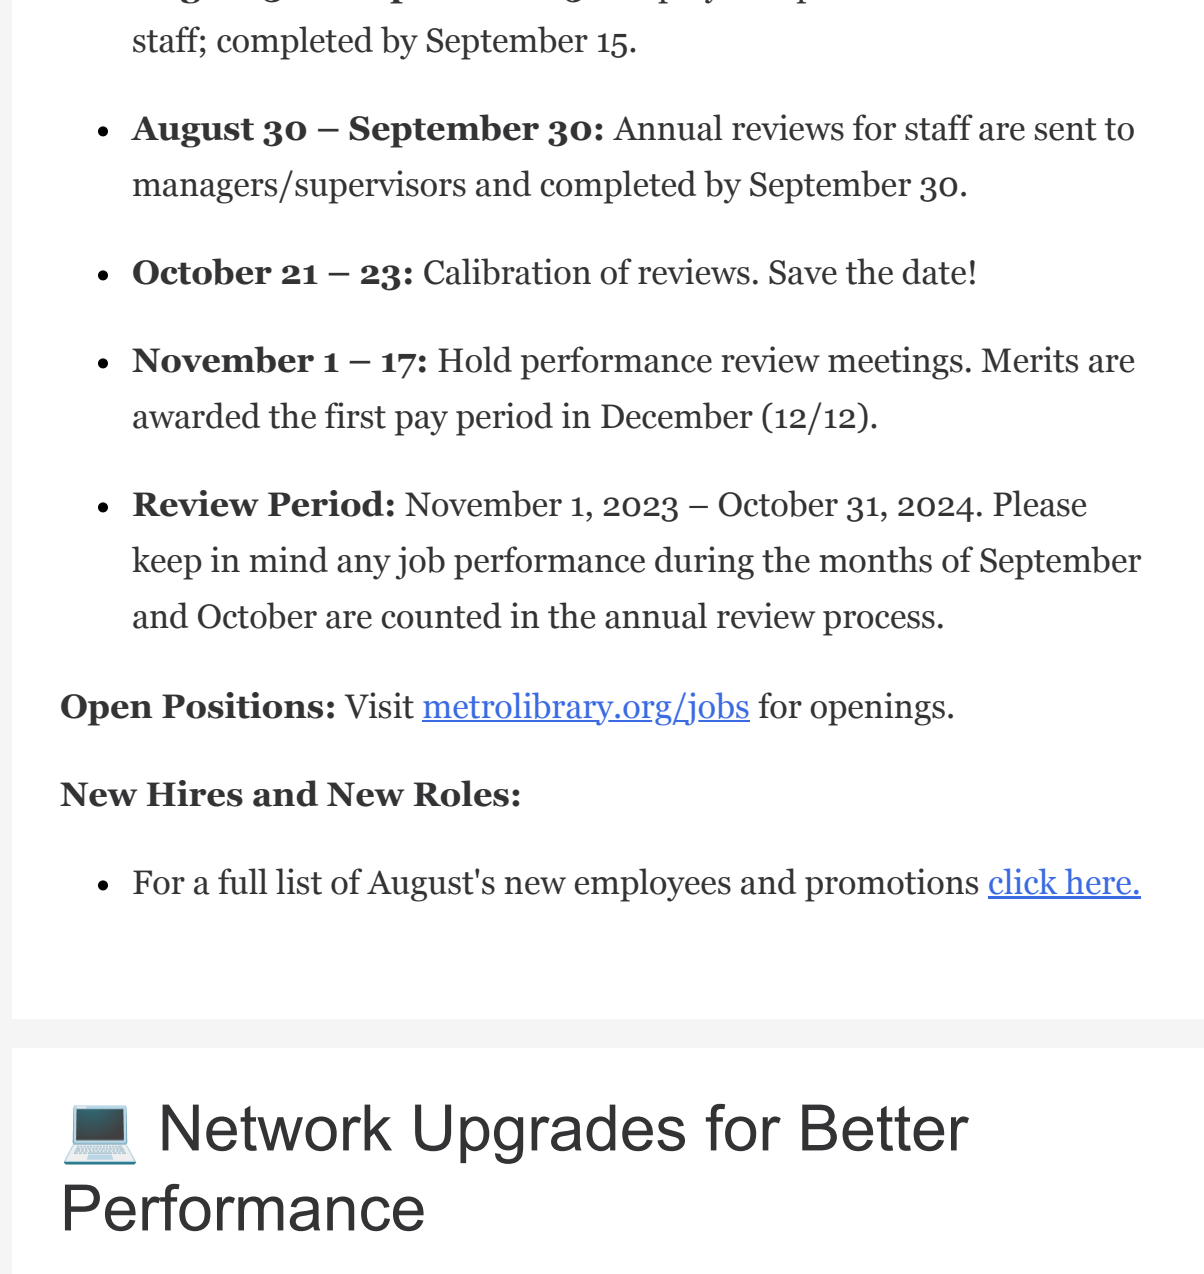 staff; completed by September 15.
August 30 – September 30: Annual reviews for staff are sent to
managers/supervisors and completed by September 30.
October 21 – 23: Calibration of reviews. Save the date!
November 1 – 17: Hold performance review meetings. Merits are
awarded the first pay period in December (12/12).
Review Period: November 1, 2023 – October 31, 2024. Please
keep in mind any job performance during the months of September
and October are counted in the annual review process.
Open Positions: Visit metrolibrary.org/jobs for openings.
New Hires and New Roles:
For a full list of August's new employees and promotions click here.
💻 Network Upgrades for Better
Performance